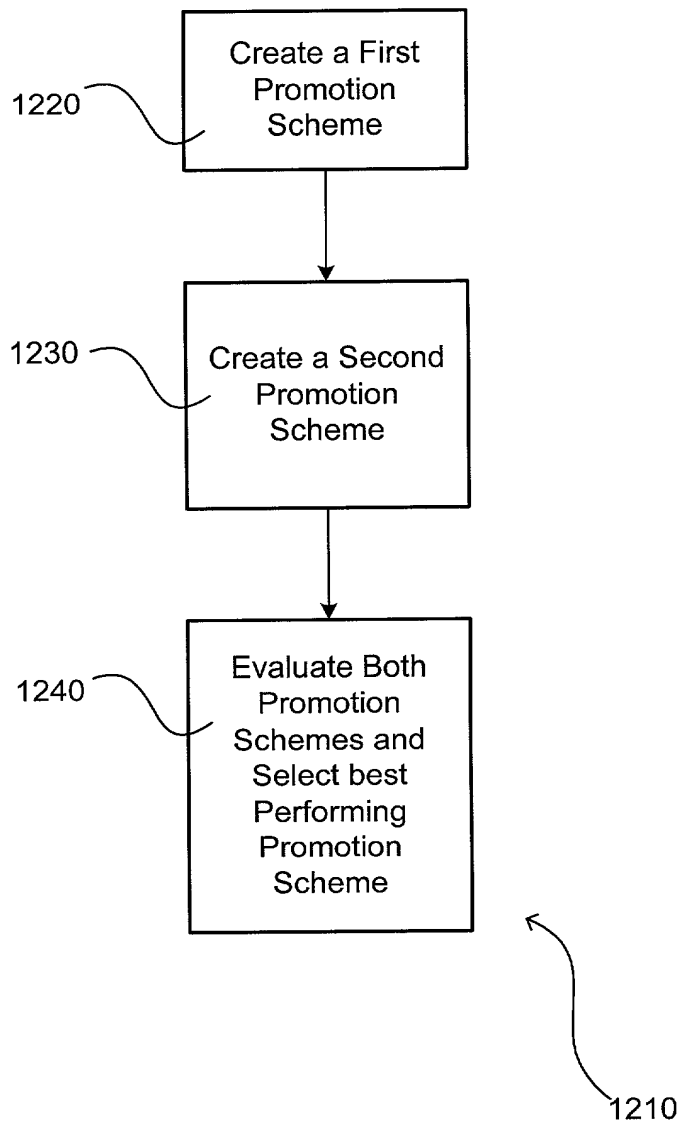 Create a First
Promotion
Scheme
1220
Create a Second
Promotion
Scheme
1230
Evaluate Both
Promotion
Schemes and
Select best
Performing
Promotion
Scheme
1240
1210